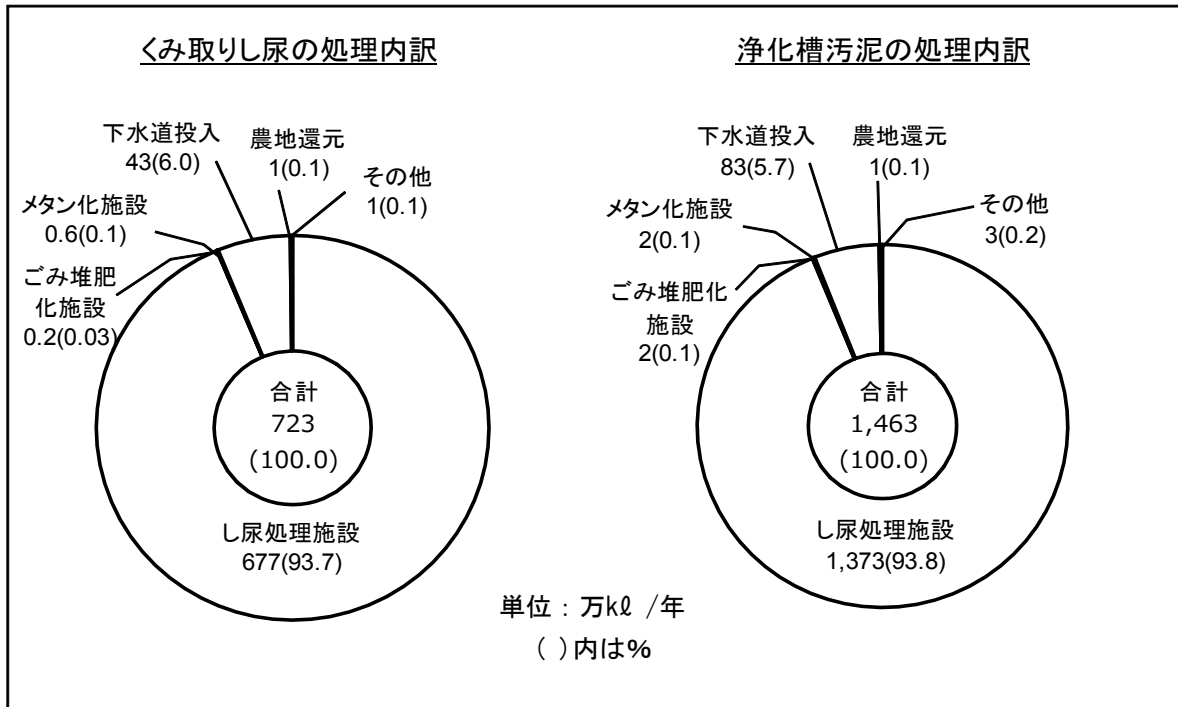 くみ取りし尿の処理内訳
下水道投入
43(6.0)
農地還元
1(0.1)
その他
1(0.1)
メタン化施設
0.6(0.1)
ごみ堆肥
化施設
0.2(0.03)
合計
723
(100.0)
し尿処理施設
677(93.7)
浄化槽汚泥の処理内訳
下水道投入
83(5.7)
農地還元
1(0.1)
その他
3(0.2)
メタン化施設
2(0.1)
ごみ堆肥化
施設
2(0.1)
合計
1,463
(100.0)
し尿処理施設
1,373(93.8)
単位：万kℓ /年
( )内は%